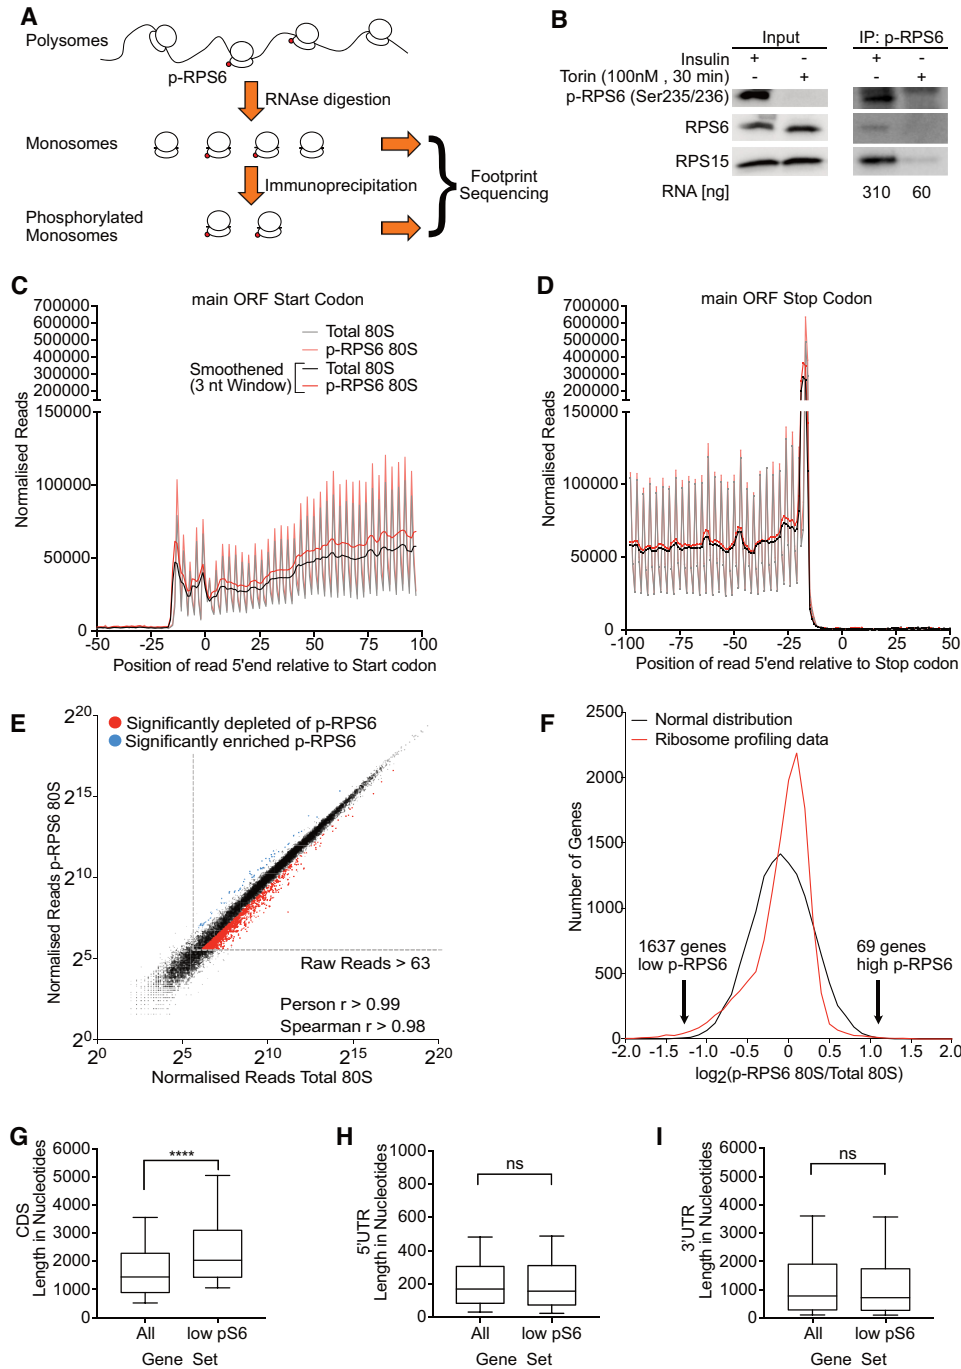 A
Polysomes
p-RPS6
RNAse digestion
Monosomes
Immunoprecipitation
Footprint
Sequencing
Phosphorylated
Monosomes
B
Input
IP: p-RPS6
Insulin + - + -
Torin (100nM , 30 min) - + - +
p-RPS6 (Ser235/236)
RPS6
RPS15
RNA [ng] 310 60
C
main ORF Start Codon
Total 80S
p-RPS6 80S
Smoothened
(3 nt Window)
Total 80S
p-RPS6 80S
Normalised Reads
700000
600000
500000
400000
300000
200000
150000
100000
50000
0
-50 -25 0 25 50 75 100
Position of read 5'end relative to Start codon
D
main ORF Stop Codon
Normalised Reads
700000
600000
500000
400000
300000
200000
150000
100000
50000
0
-100 -75 -50 -25 0 25 50
Position of read 5'end relative to Stop codon
E
Significantly depleted of p-RPS6
Significantly enriched p-RPS6
Normalised Reads p-RPS6 80S
2^20
2^15
2^10
2^5
2^0
Raw Reads > 63
Person r > 0.99
Spearman r > 0.98
2^0 2^5 2^10 2^15 2^20
Normalised Reads Total 80S
F
Normal distribution
Ribosome profiling data
Number of Genes
2500
2000
1500
1000
500
0
1637 genes
low p-RPS6
69 genes
high p-RPS6
-2.0 -1.5 -1.0 -0.5 0 0.5 1.0 1.5 2.0
log2(p-RPS6 80S/Total 80S)
G
CDS
Length in Nucleotides
6000
5000
4000
3000
2000
1000
0
****
All low pS6
Gene Set
H
5'UTR
Length in Nucleotides
1000
800
600
400
200
0
ns
All low pS6
Gene Set
I
3'UTR
Length in Nucleotides
6000
5000
4000
3000
2000
1000
0
ns
All low pS6
Gene Set